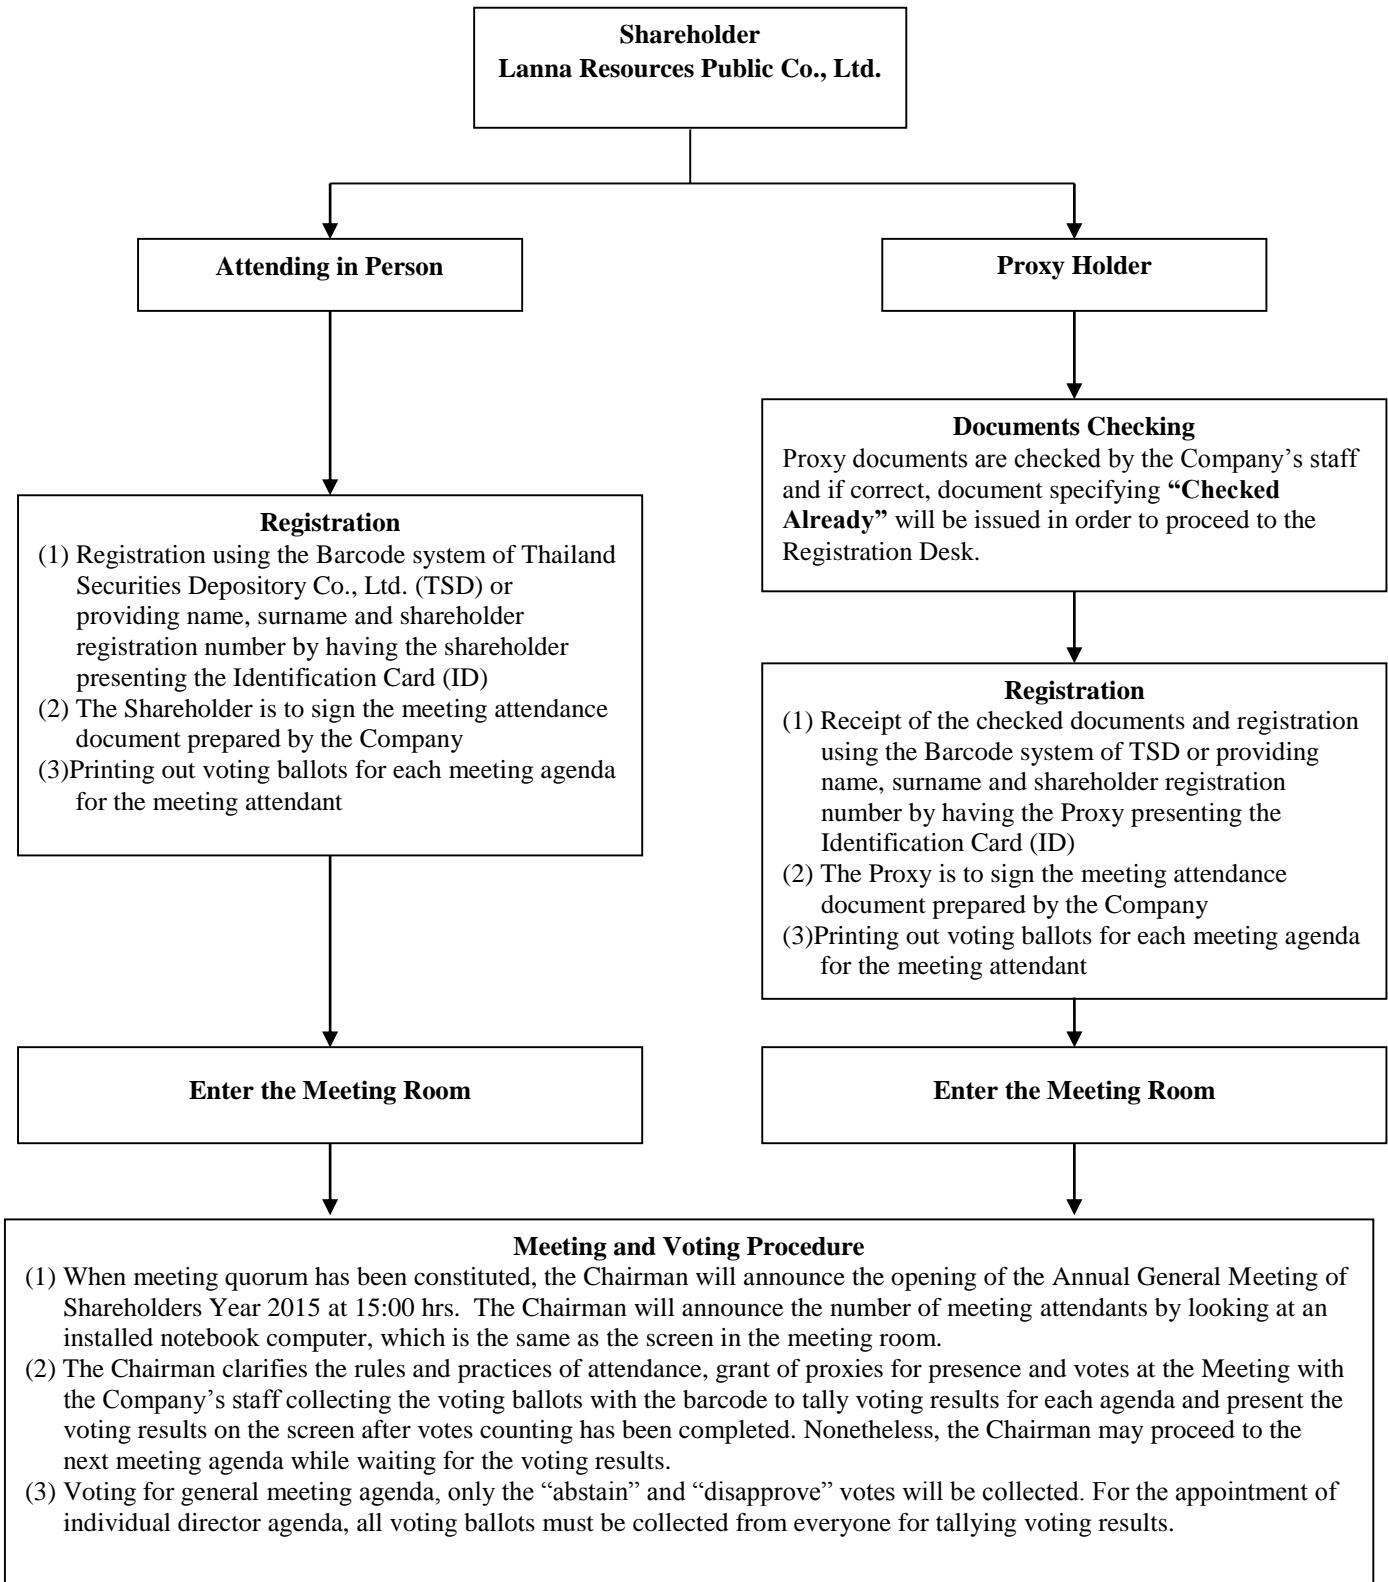 Shareholder
Lanna Resources Public Co., Ltd.
Attending in Person
Proxy Holder
Documents Checking
Proxy documents are checked by the Company’s staff
and if correct, document specifying “Checked
Already” will be issued in order to proceed to the
Registration Desk.
Registration
(1) Registration using the Barcode system of Thailand
Securities Depository Co., Ltd. (TSD) or
providing name, surname and shareholder
registration number by having the shareholder
presenting the Identification Card (ID)
(2) The Shareholder is to sign the meeting attendance
document prepared by the Company
(3)Printing out voting ballots for each meeting agenda
for the meeting attendant
Registration
(1) Receipt of the checked documents and registration
using the Barcode system of TSD or providing
name, surname and shareholder registration
number by having the Proxy presenting the
Identification Card (ID)
(2) The Proxy is to sign the meeting attendance
document prepared by the Company
(3)Printing out voting ballots for each meeting agenda
for the meeting attendant
Enter the Meeting Room
Enter the Meeting Room
Meeting and Voting Procedure
(1) When meeting quorum has been constituted, the Chairman will announce the opening of the Annual General Meeting of
Shareholders Year 2015 at 15:00 hrs.  The Chairman will announce the number of meeting attendants by looking at an
installed notebook computer, which is the same as the screen in the meeting room.
(2) The Chairman clarifies the rules and practices of attendance, grant of proxies for presence and votes at the Meeting with
the Company’s staff collecting the voting ballots with the barcode to tally voting results for each agenda and present the
voting results on the screen after votes counting has been completed. Nonetheless, the Chairman may proceed to the
next meeting agenda while waiting for the voting results.
(3) Voting for general meeting agenda, only the “abstain” and “disapprove” votes will be collected. For the appointment of
individual director agenda, all voting ballots must be collected from everyone for tallying voting results.